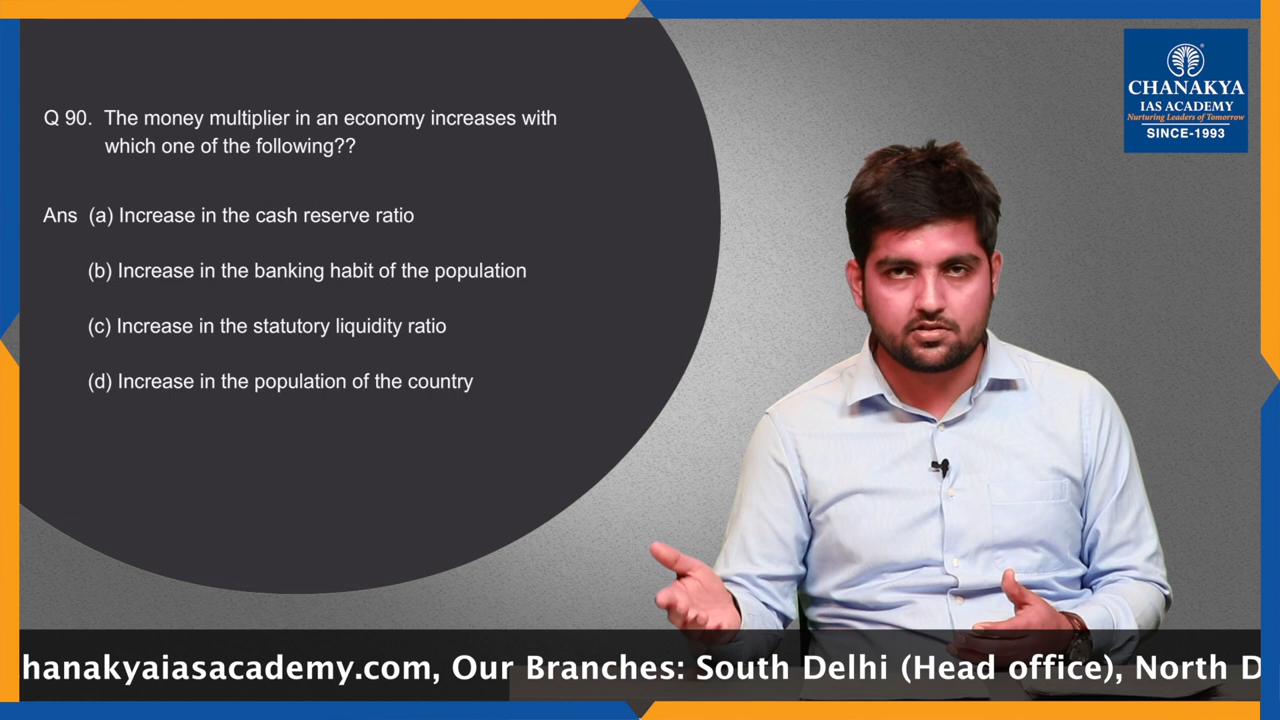 Q 90. The money multiplier in an economy increases with
which one of the following??
Ans (a) Increase in the cash reserve ratio
(b) Increase in the banking habit of the population
(c) Increase in the statutory liquidity ratio
(d) Increase in the population of the country
CHANAKYA
IAS ACADEMY
Nurturing Leaders of Tomorrow
SINCE-1993
hanakyaiasacademy.com, Our Branches: South Delhi (Head office), North D